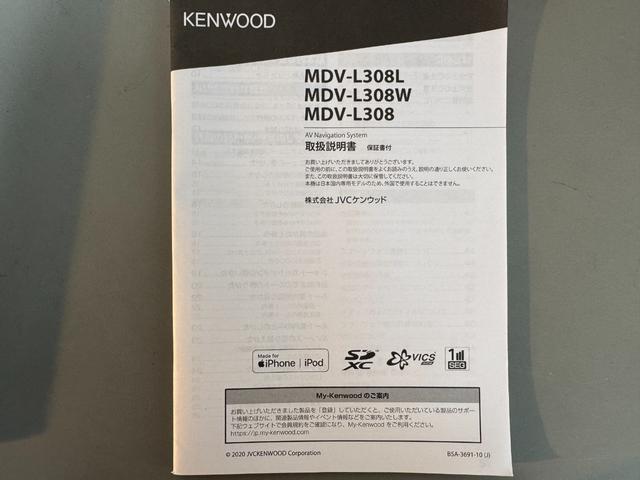 KENWOOD
MDV-L308L
MDV-L308W
MDV-L308
AV Navigation System
取扱説明書 保証書付
お買い上げいただきましてありがとうございます。
ご使用の前に、この取扱説明書をよくお読みのうえ、説明の通り正しくお使いください。
また、この取扱説明書は大切に保管してください。
本機は日本国内専用モデルのため、外国で使用することはできません。
株式会社 JVCケンウッド
Made for
iPhone | iPod
SD XC
VICS
1 SEG
My-Kenwood のご案内
お買い上げいただきました製品を「登録」していただくと、ご使用いただいている製品のサポー
ト情報のほかに、関連製品情報やイベント情報などをご案内いたします。
下記ウェブサイトで会員規約をご確認になり、My-Kenwood をご利用ください。
https://jp.my-kenwood.com
© 2020 JVCKENWOOD Corporation
B5A-3691-10 (J)